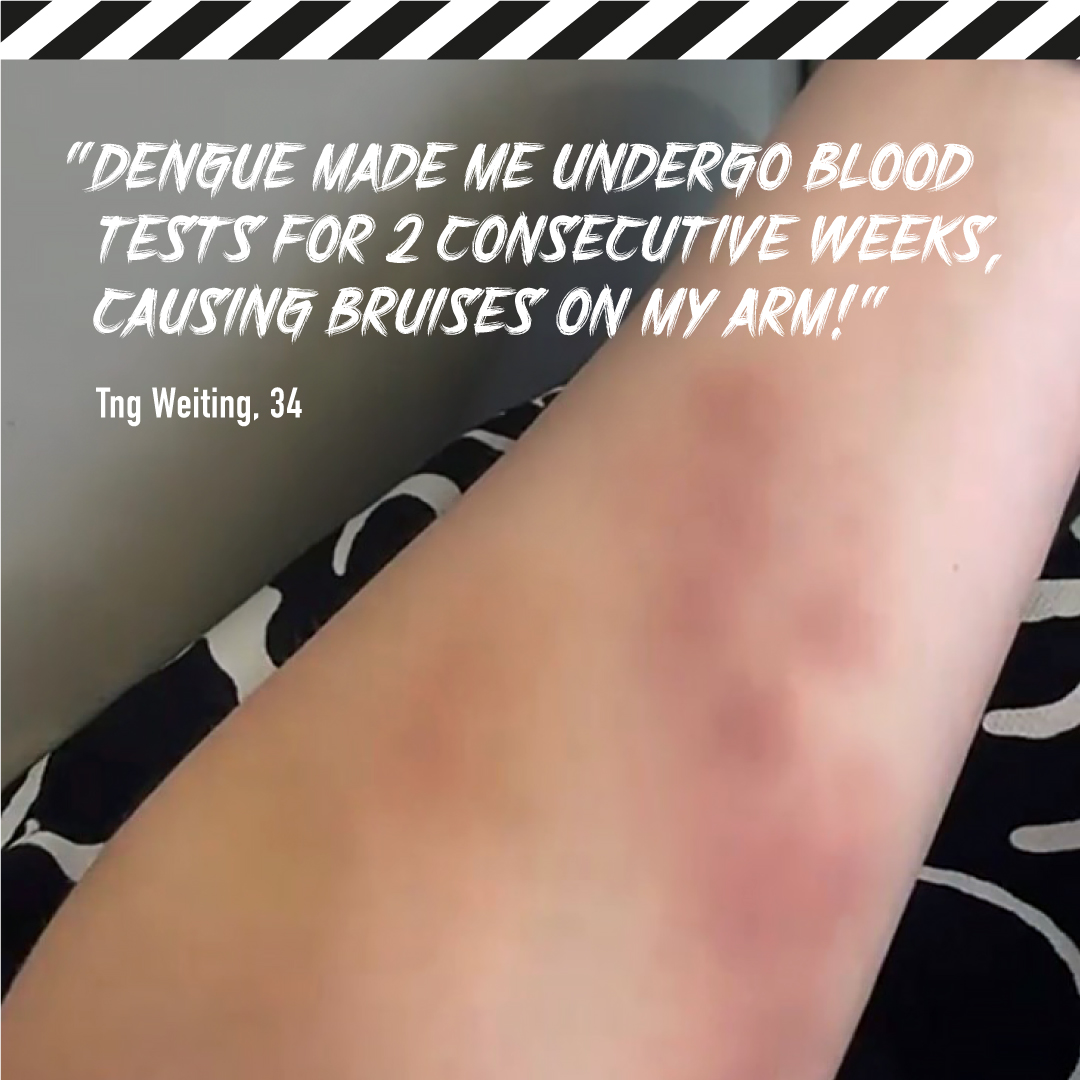 "DENGUE MADE ME UNDERGO BLOOD
TESTS FOR 2 CONSECUTIVE WEEKS,
CAUSING BRUISES ON MY ARM!"
Tng Weiting, 34